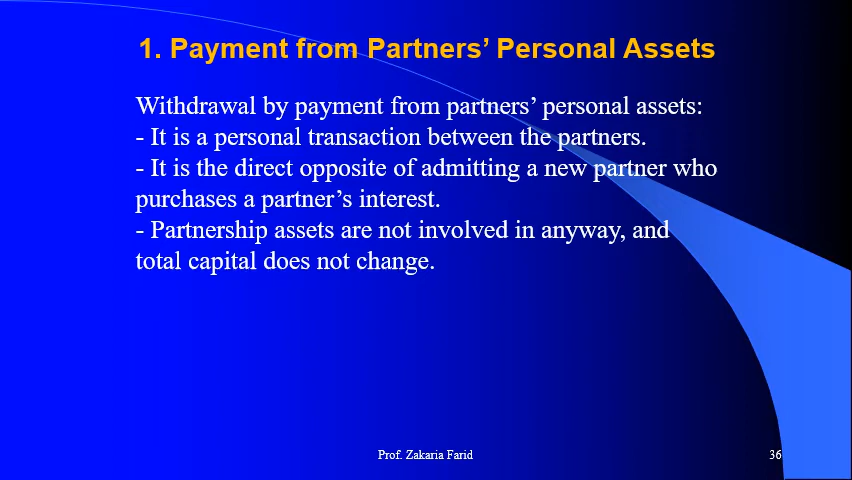 1. Payment from Partners’ Personal Assets
Withdrawal by payment from partners’ personal assets:
- It is a personal transaction between the partners.
- It is the direct opposite of admitting a new partner who
purchases a partner’s interest.
- Partnership assets are not involved in anyway, and
total capital does not change.
Prof. Zakaria Farid
36